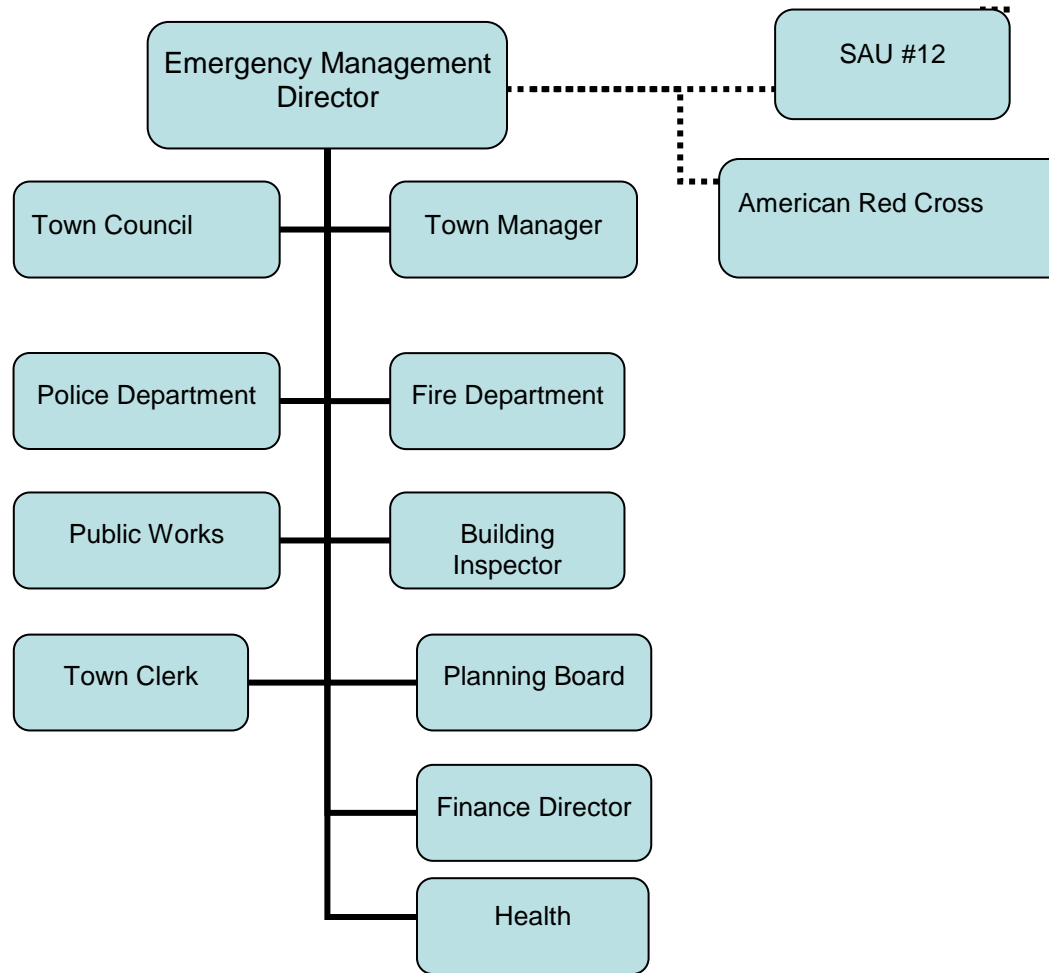 Emergency Management
Director
SAU #12
American Red Cross
Town Council
Town Manager
Police Department
Fire Department
Public Works
Building
Inspector
Town Clerk
Planning Board
Finance Director
Health